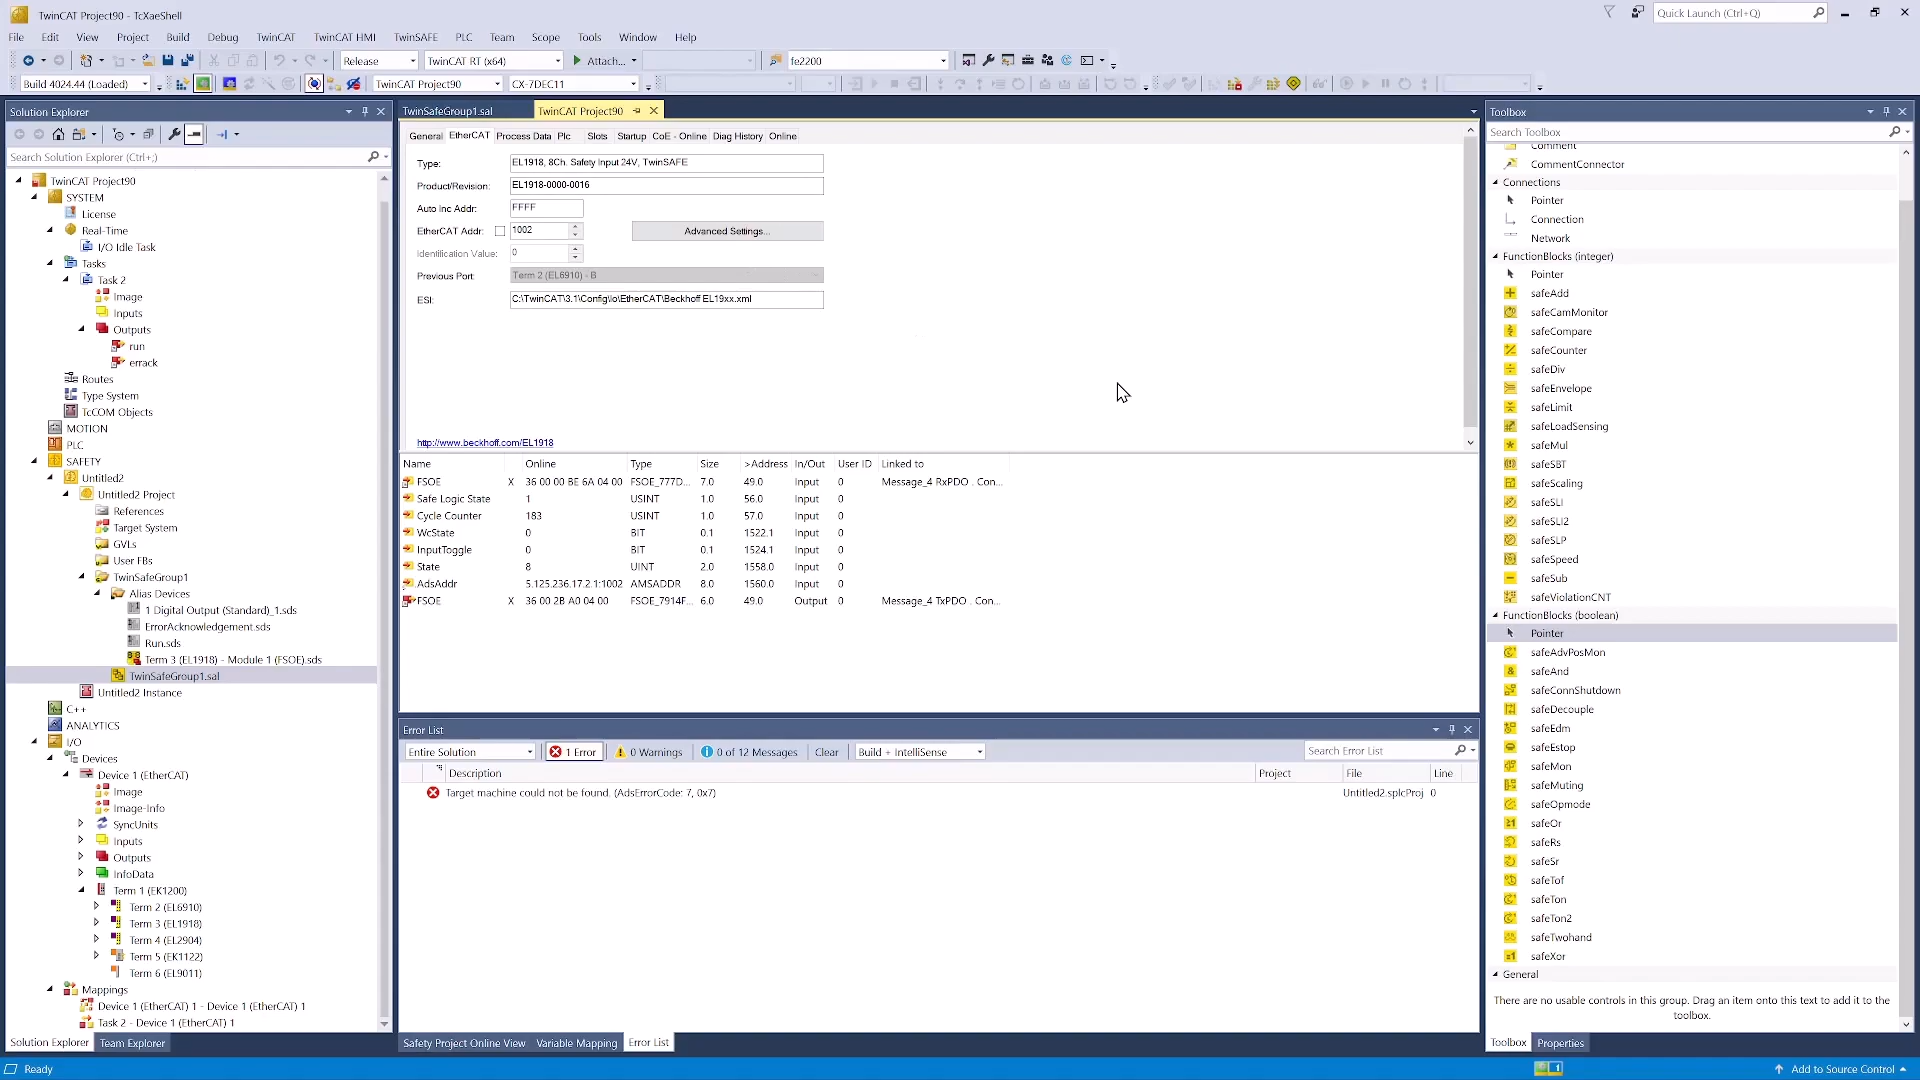 TwinCAT Project90 - TcXaeShell
Quick Launch (Ctrl+Q)
File Edit View Project Build Debug TwinCAT TwinCAT HMI TwinSAFE PLC Team Scope Tools Window Help
Release TwinCAT RT (x64) Attach... fe2200
Build 4024.44 (Loaded) TwinCAT Project90 CX-7DEC11
Solution Explorer
Search Solution Explorer (Ctrl+;)
TwinCAT Project90
SYSTEM
License
Real-Time
I/O Idle Task
Tasks
Task 2
Image
Inputs
Outputs
run
errack
Routes
Type System
TcCOM Objects
MOTION
PLC
SAFETY
Untitled2
Untitled2 Project
References
Target System
GVLs
User FBs
TwinSafeGroup1
Alias Devices
1 Digital Output (Standard)_1.sds
ErrorAcknowledgement.sds
Run.sds
Term 3 (EL1918) - Module 1 (FSOE).sds
TwinSafeGroup1.sal
Untitled2 Instance
C++
ANALYTICS
I/O
Devices
Device 1 (EtherCAT)
Image
Image-Info
SyncUnits
Inputs
Outputs
InfoData
Term 1 (EK1200)
Term 2 (EL6910)
Term 3 (EL1918)
Term 4 (EL2904)
Term 5 (EK1122)
Term 6 (EL9011)
Mappings
Device 1 (EtherCAT) 1 - Device 1 (EtherCAT) 1
Task 2 - Device 1 (EtherCAT) 1
Solution Explorer Team Explorer
TwinSafeGroup1.sal TwinCAT Project90
General EtherCAT Process Data Plc Slots Startup CoE - Online Diag History Online
Type: EL1918, 8Ch. Safety Input 24V, TwinSAFE
Product/Revision: EL1918-0000-0016
Auto Inc Addr: FFFF
EtherCAT Addr: 1002 Advanced Settings...
Identification Value: 0
Previous Port: Term 2 (EL6910) - B
ESI: C:\TwinCAT\3.1\Config\Io\EtherCAT\Beckhoff EL19xx.xml
http://www.beckhoff.com/EL1918
Name Online Type Size >Address In/Out User ID Linked to
FSOE X 36 00 00 BE 6A 04 00 FSOE_777D... 7.0 49.0 Input 0 Message_4 RxPDO . Con...
Safe Logic State 1 USINT 1.0 56.0 Input 0
Cycle Counter 183 USINT 1.0 57.0 Input 0
WcState 0 BIT 0.1 1522.1 Input 0
InputToggle 0 BIT 0.1 1524.1 Input 0
State 8 UINT 2.0 1558.0 Input 0
AdsAddr 5.125.236.17.2.1:1002 AMSADDR 8.0 1560.0 Input 0
FSOE X 36 00 2B A0 04 00 FSOE_7914F... 6.0 49.0 Output 0 Message_4 TxPDO . Con...
Error List
Entire Solution 1 Error 0 Warnings 0 of 12 Messages Clear Build + IntelliSense Search Error List
Description Project File Line
Target machine could not be found. (AdsErrorCode: 7, 0x7) Untitled2.splcProj 0
Safety Project Online View Variable Mapping Error List
Toolbox
Search Toolbox
Comment
CommentConnector
Connections
Pointer
Connection
Network
FunctionBlocks (integer)
Pointer
safeAdd
safeCamMonitor
safeCompare
safeCounter
safeDiv
safeEnvelope
safeLimit
safeLoadSensing
safeMul
safeSBT
safeScaling
safeSLI
safeSLI2
safeSLP
safeSpeed
safeSub
safeViolationCNT
FunctionBlocks (boolean)
Pointer
safeAdvPosMon
safeAnd
safeConnShutdown
safeDecouple
safeEdm
safeEstop
safeMon
safeMuting
safeOpmode
safeOr
safeRs
safeSr
safeTof
safeTon
safeTon2
safeTwohand
safeXor
General
There are no usable controls in this group. Drag an item onto this text to add it to the
toolbox.
Toolbox Properties
Ready 1 Add to Source Control